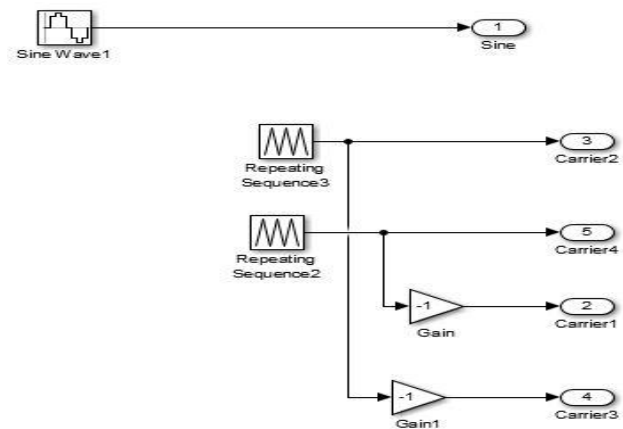 1
Sine Wave1
Sine
3
Repeating
Sequence3
Carrier2
5
Repeating
Sequence2
Carrier4
-1
2
Gain
Carrier1
-1
4
Gain1
Carrier3